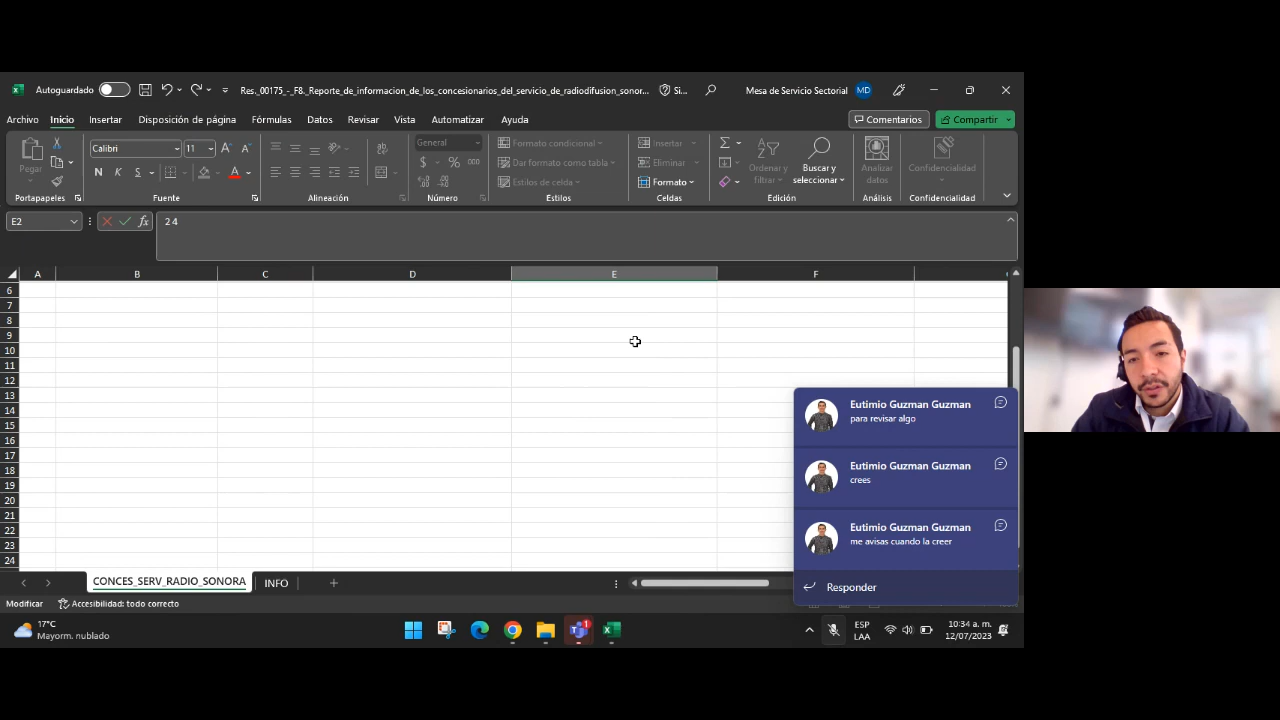 Autoguardado
Res._00175_-_F8._Reporte_de_informacion_de_los_concesionarios_del_servicio_de_radiodifusion_sonor...
Si...
Mesa de Servicio Sectorial
MD
Archivo
Inicio
Insertar
Disposición de página
Fórmulas
Datos
Revisar
Vista
Automatizar
Ayuda
Comentarios
Compartir
Pegar
Calibri
11
N K S
General
$ % 000
Formato condicional
Dar formato como tabla
Estilos de celda
Insertar
Eliminar
Formato
Ordenar y
filtrar
Buscar y
seleccionar
Analizar
datos
Confidencialidad
Portapapeles
Fuente
Alineación
Número
Estilos
Celdas
Edición
Análisis
Confidencialidad
E2
fx
24
A B C D E F
6
7
8
9
10
11
12
13
14
15
16
17
18
19
20
21
22
23
24
Eutimio Guzman Guzman
para revisar algo
Eutimio Guzman Guzman
crees
Eutimio Guzman Guzman
me avisas cuando la creer
Responder
CONCES_SERV_RADIO_SONORA
INFO
Modificar
Accesibilidad: todo correcto
17°C
Mayorm. nublado
1
ESP
LAA
10:34 a. m.
12/07/2023